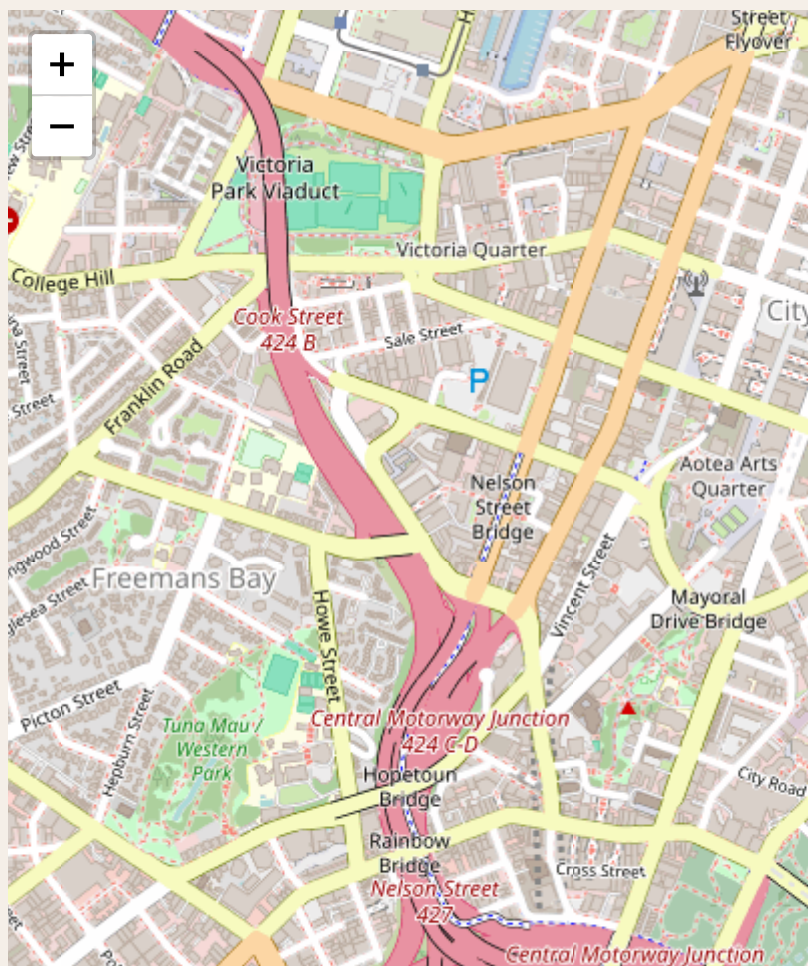 +
−
Street
Flyover
Victoria
Park Viaduct
College Hill
Victoria Quarter
City
Cook Street
424 B
Sale Street
P
Franklin Road
Street
Aotea Arts
Quarter
Nelson
Street
Bridge
Freemans Bay
Vincent Street
Mayoral
Drive Bridge
Howe Street
Picton Street
Hepburn Street
Tuna Mau /
Western
Park
Central Motorway Junction
424 C-D
Hopetoun
Bridge
City Road
Rainbow
Bridge
Cross Street
Nelson Street
427
Central Motorway Junction